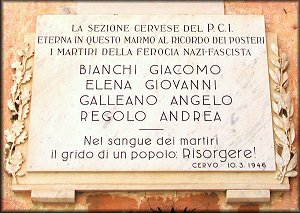 LA SEZIONE CERVESE DEL P.C.I.
ETERNA IN QUESTO MARMO AL RICORDO DEI POSTERI
I MARTIRI DELLA FEROCIA NAZI-FASCISTA
BIANCHI GIACOMO
ELENA GIOVANNI
GALLEANO ANGELO
REGOLO ANDREA
Nel sangue dei martiri
il grido di un popolo: Risorgere!
CERVO 10.3.1946